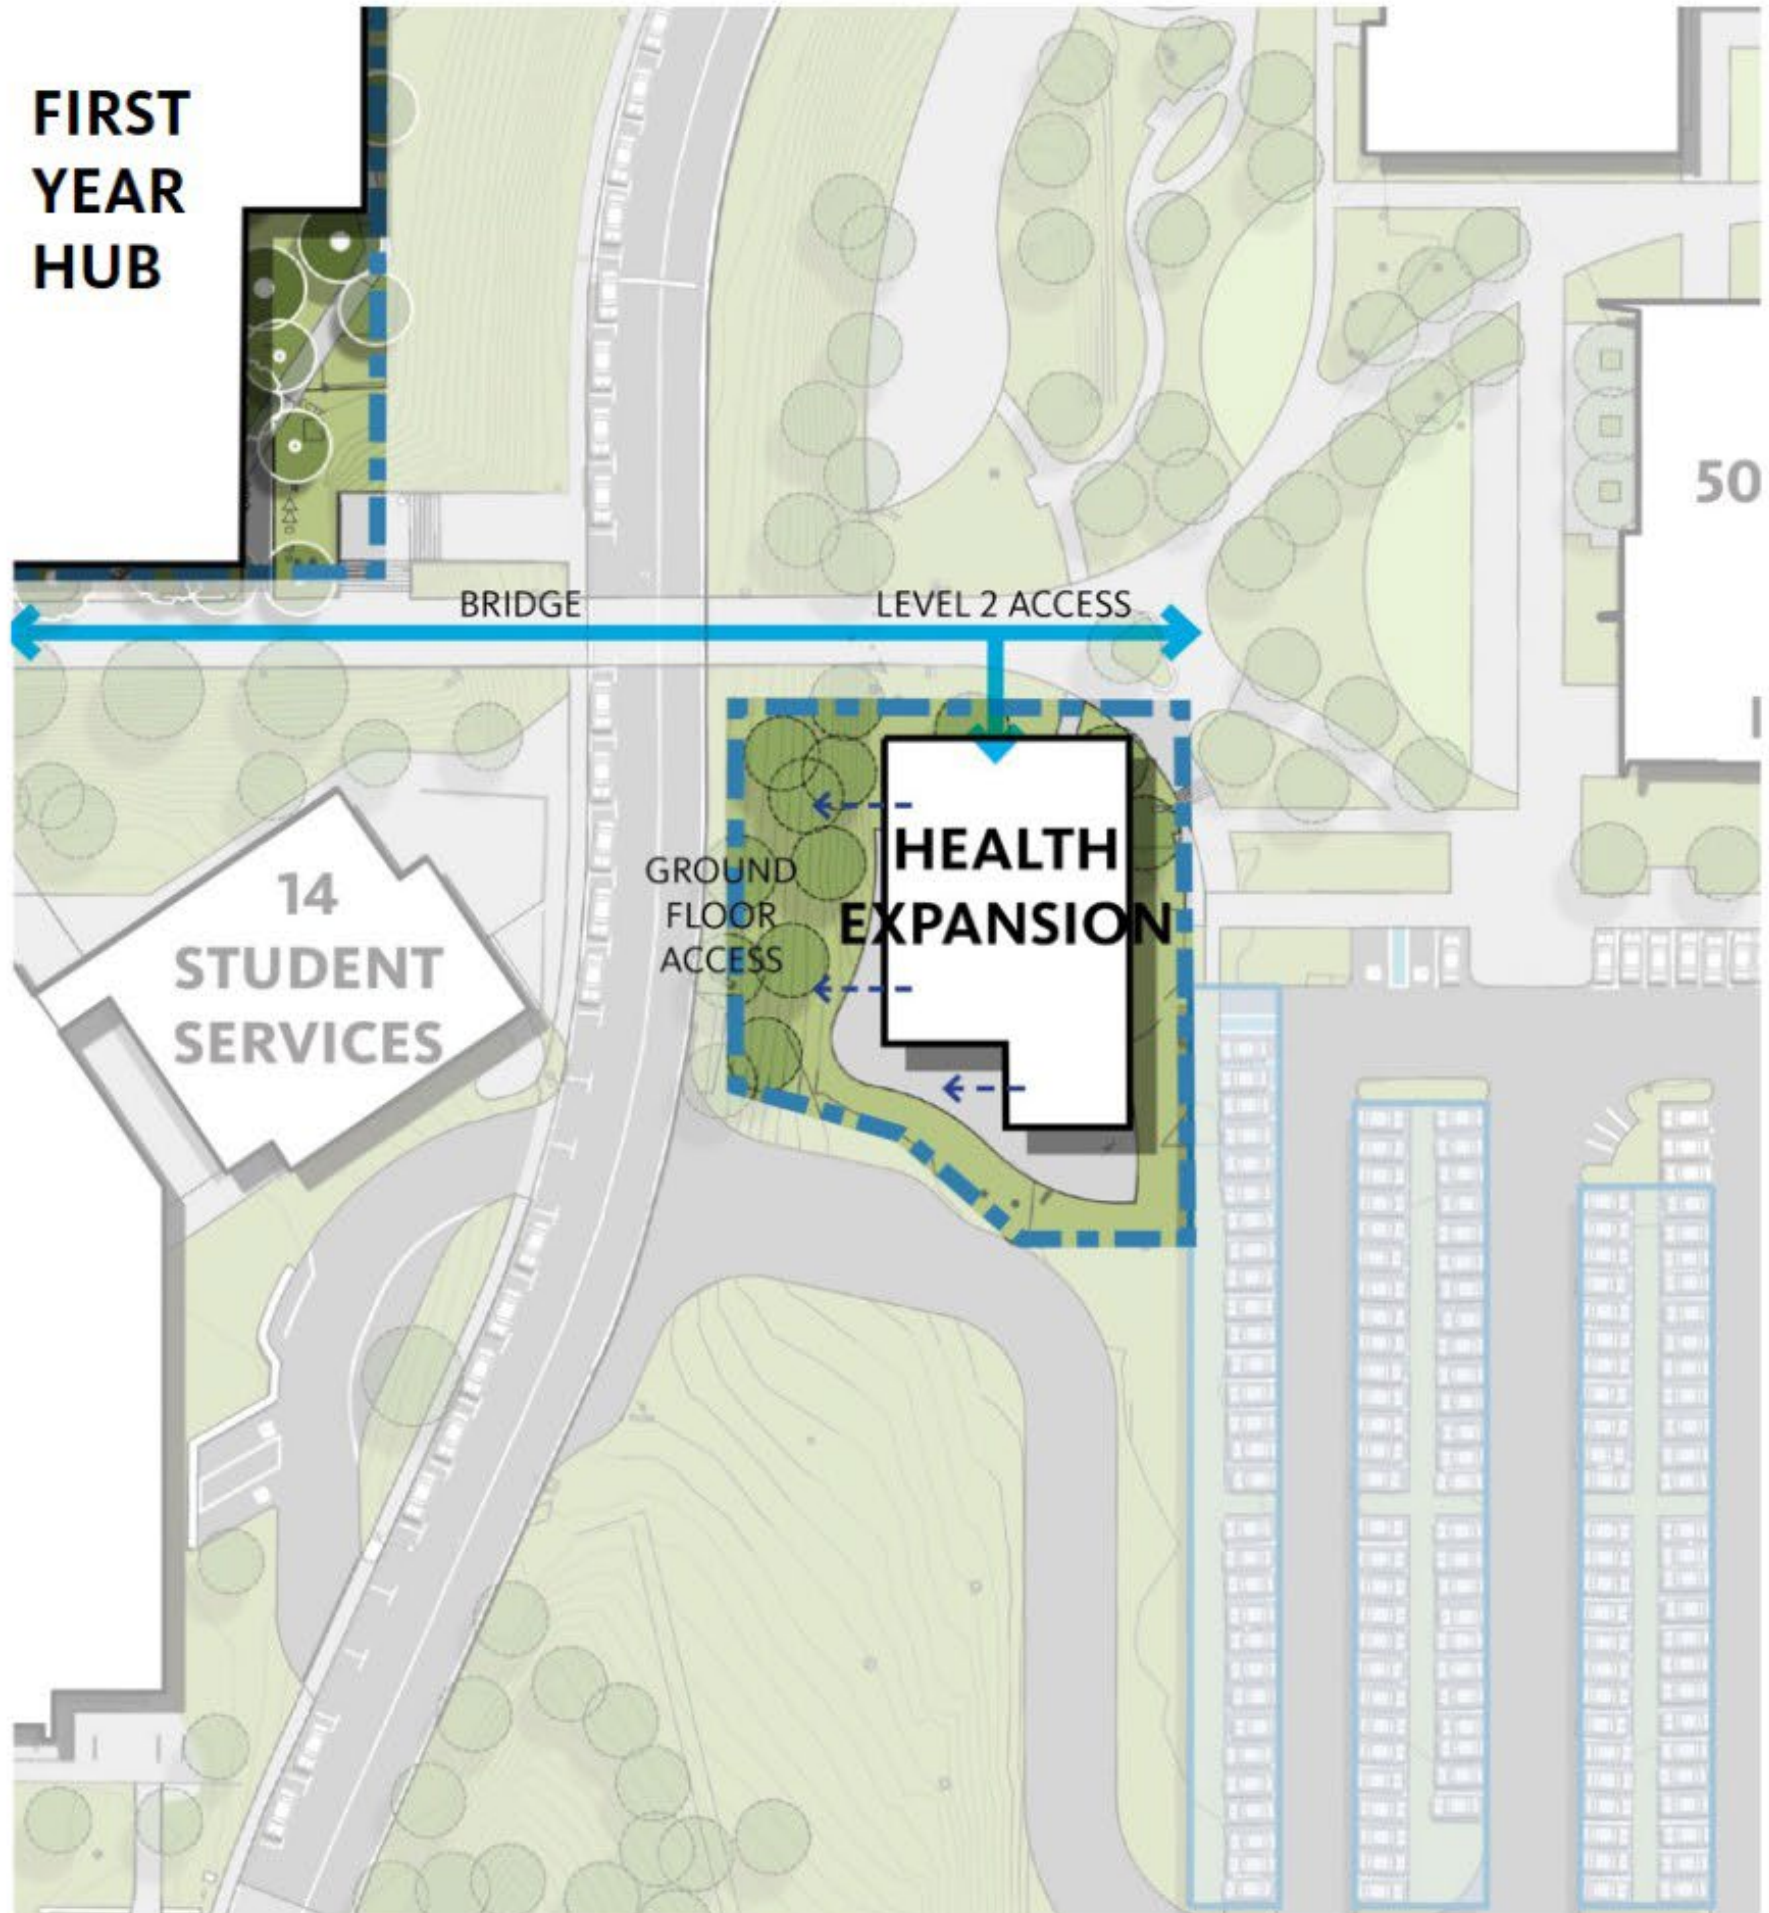 FIRST
YEAR
HUB
50
BRIDGE
LEVEL 2 ACCESS
HEALTH
EXPANSION
GROUND
FLOOR
ACCESS
14
STUDENT
SERVICES